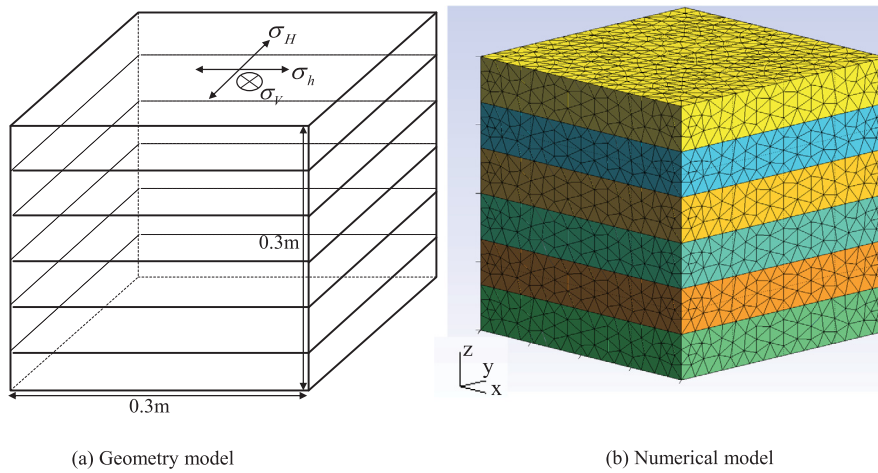 σH
σh
σV
0.3m
0.3m
z
y
x
(a) Geometry model
(b) Numerical model